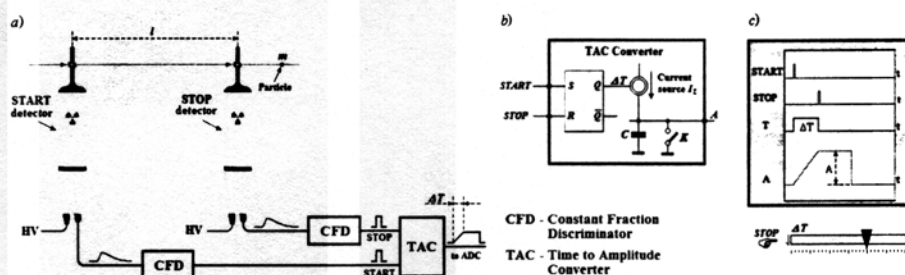 a)
l
m
Particle
START
detector
STOP
detector
HV
HV
CFD
STOP
CFD
START
TAC
ΔT
to ADC
b)
TAC Converter
START
STOP
S Q
R Q̅
ΔT
Current
source I₁
C
K
A
CFD - Constant Fraction
Discriminator
TAC - Time to Amplitude
Converter
c)
START
t
STOP
t
T
ΔT
t
A
A
t
STOP
ΔT